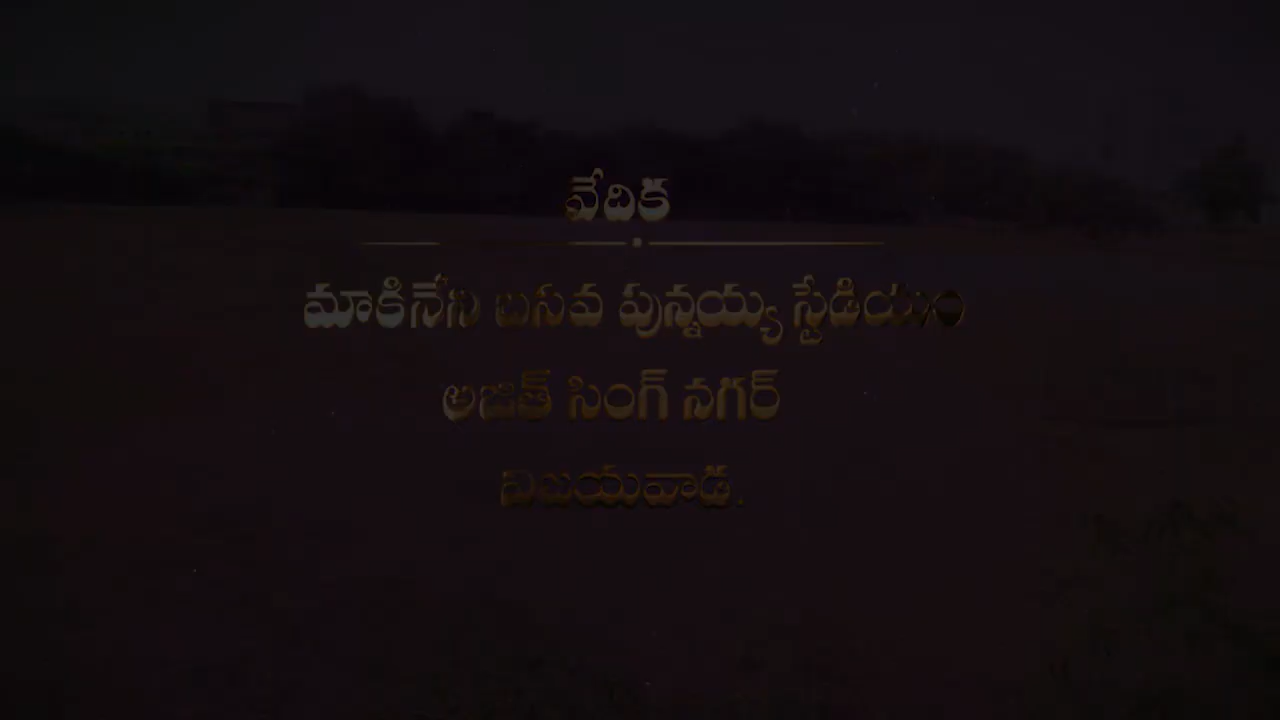 వేదిక
మాకినేని బసవ పున్నయ్య స్టేడియం
అజిత్ సింగ్ నగర్
విజయవాడ.